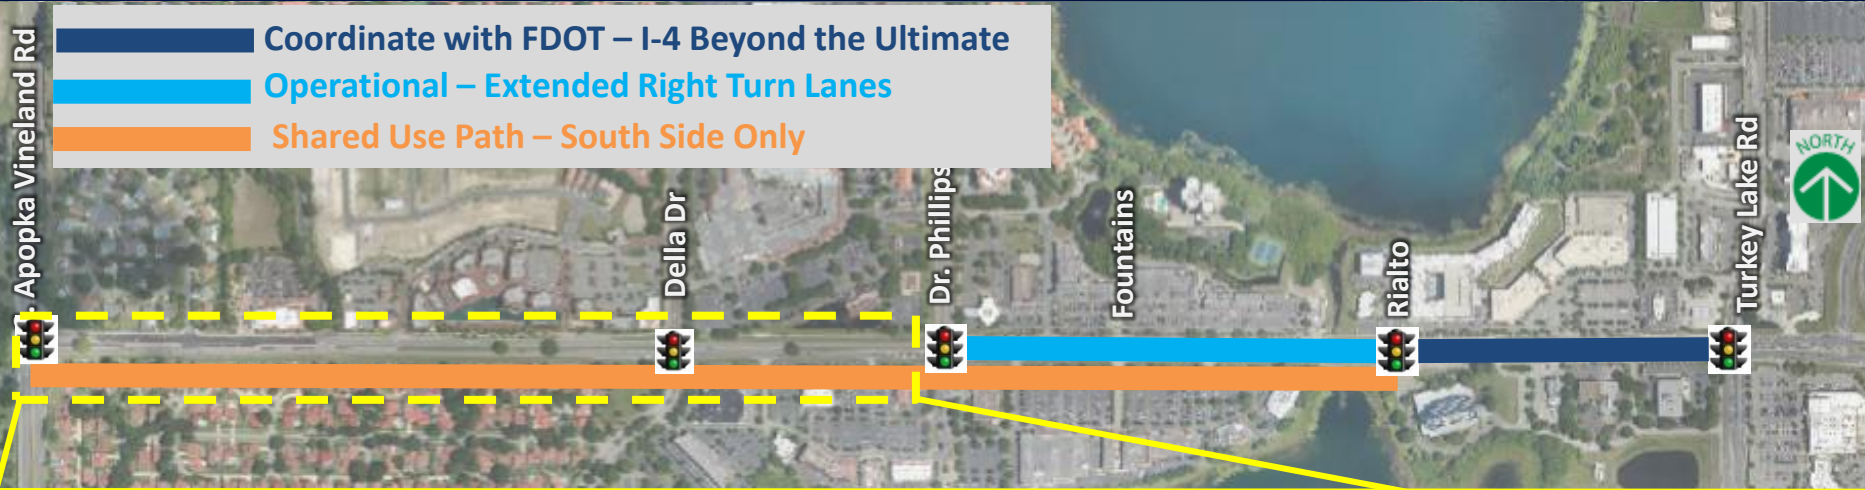 Coordinate with FDOT – I-4 Beyond the Ultimate
Operational – Extended Right Turn Lanes
Shared Use Path – South Side Only
. Apopka Vineland Rd
Della Dr
Dr. Phillips
Fountains
Rialto
Turkey Lake Rd
NORTH